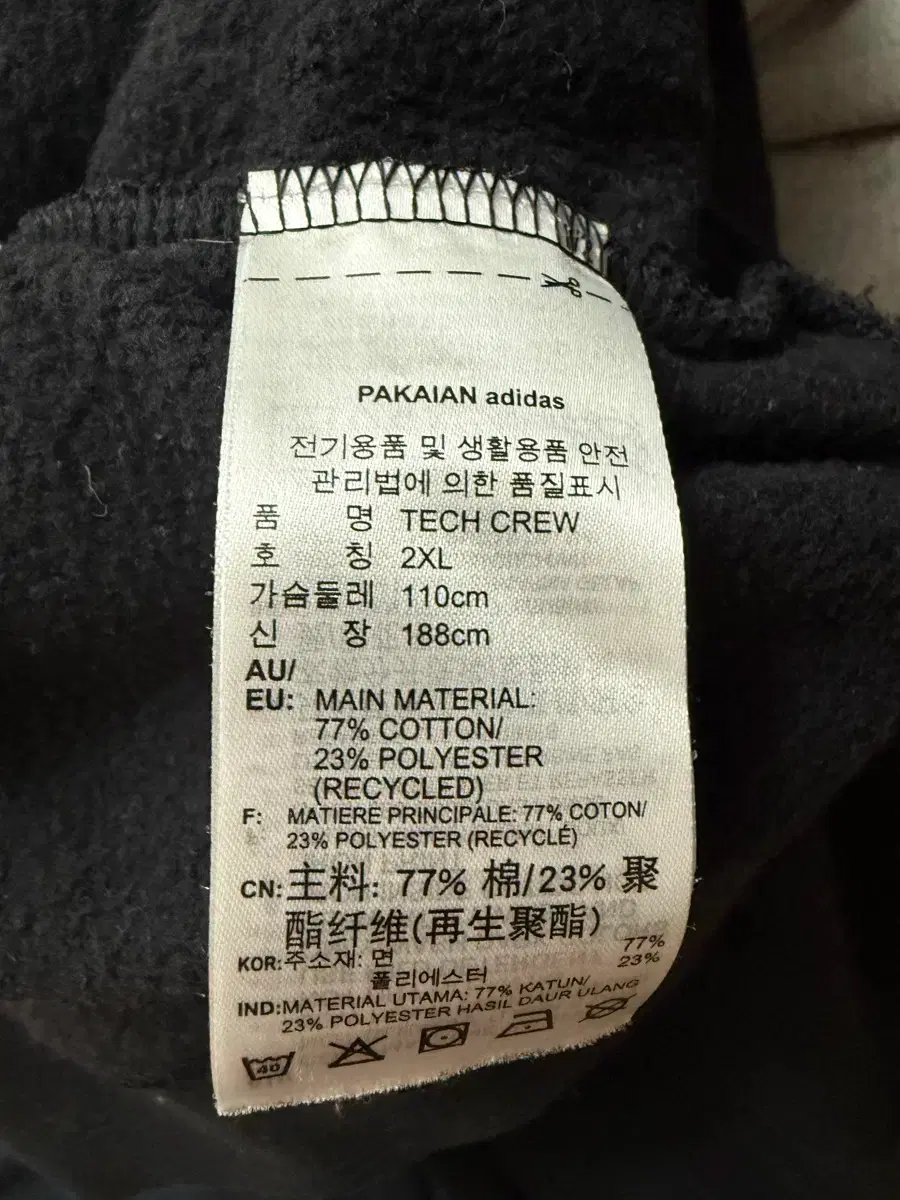 PAKAIAN adidas
전기용품 및 생활용품 안전
관리법에 의한 품질표시
품 명 TECH CREW
호 칭 2XL
가슴둘레 110cm
신 장 188cm
AU/
EU: MAIN MATERIAL:
77% COTTON/
23% POLYESTER
(RECYCLED)
F: MATIERE PRINCIPALE: 77% COTON/
23% POLYESTER (RECYCLÉ)
CN: 主料: 77% 棉/23% 聚
酯纤维(再生聚酯)
KOR: 주소재: 면 77%
폴리에스터 23%
IND: MATERIAL UTAMA: 77% KATUN/
23% POLYESTER HASIL DAUR ULANG
40